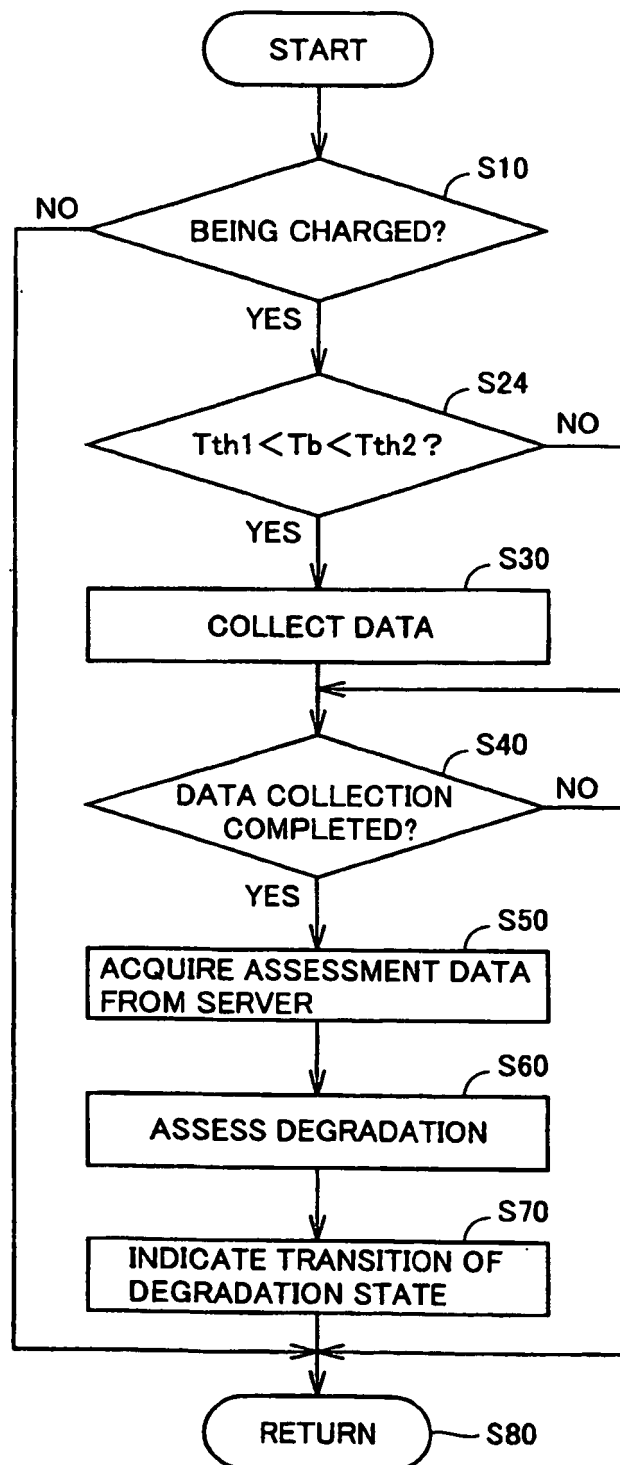 START
S10
NO
BEING CHARGED?
YES
S24
NO
Tth1<Tb<Tth2?
YES
S30
COLLECT DATA
S40
DATA COLLECTION
COMPLETED?
NO
YES
S50
ACQUIRE ASSESSMENT DATA
FROM SERVER
S60
ASSESS DEGRADATION
S70
INDICATE TRANSITION OF
DEGRADATION STATE
RETURN
S80